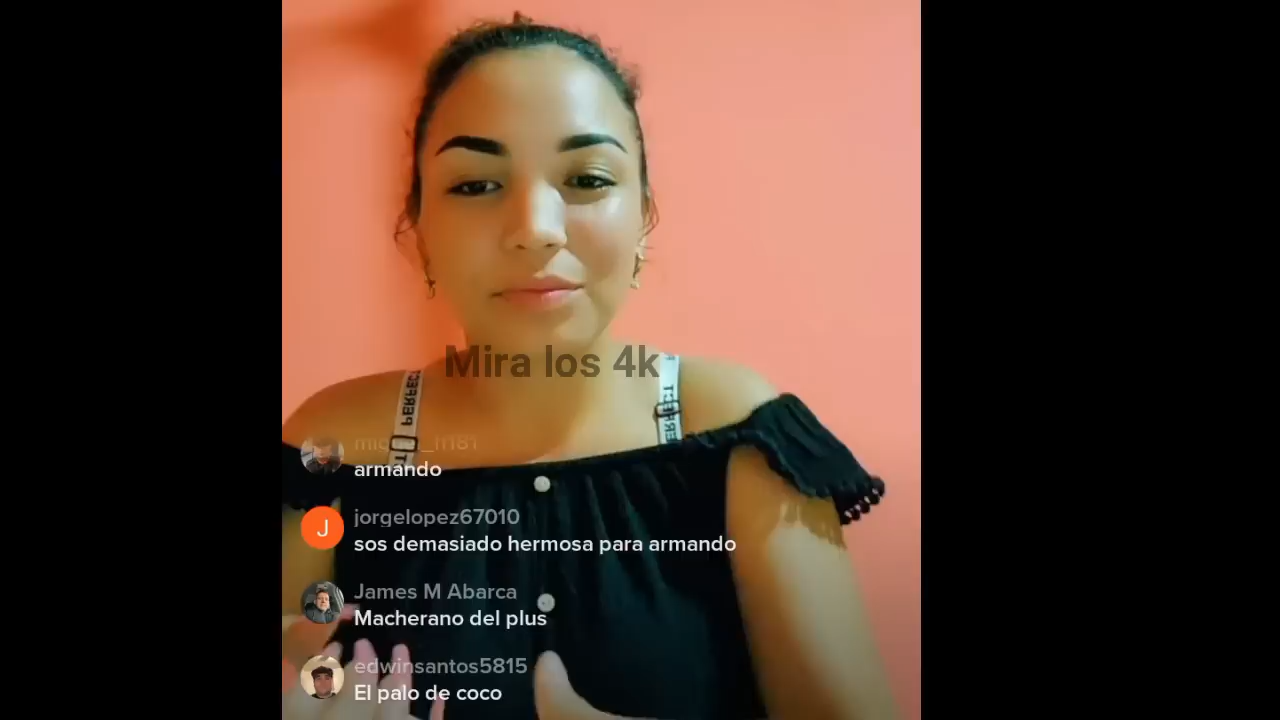 Mira los 4k
PERFECT
armando
jorgelopez67010
sos demasiado hermosa para armando
James M Abarca
Macherano del plus
edwinsantos5815
El palo de coco
J